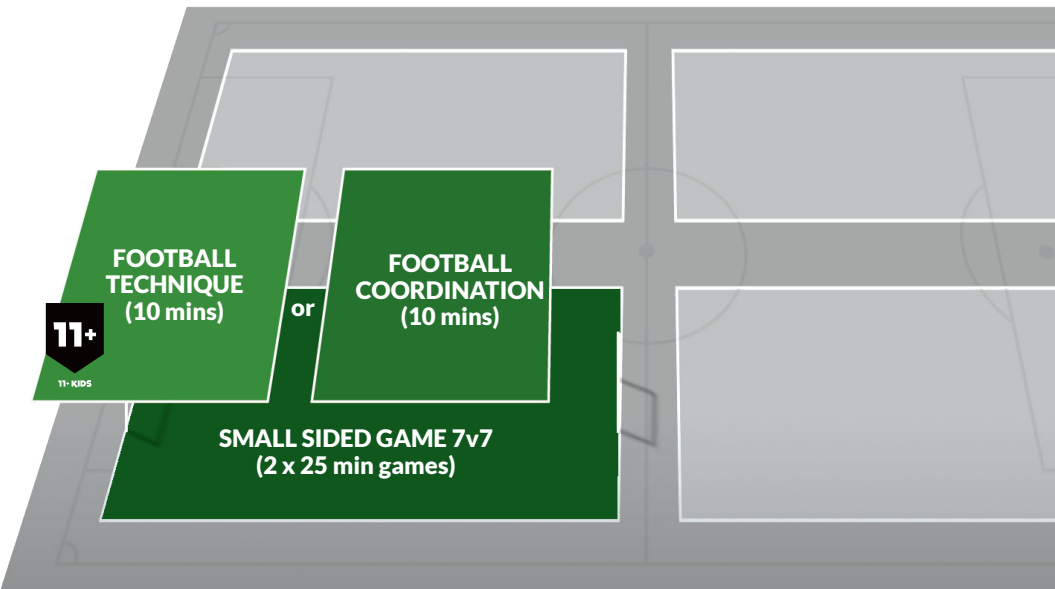 FOOTBALL
TECHNIQUE
(10 mins)
or
FOOTBALL
COORDINATION
(10 mins)
11+
11+ KIDS
SMALL SIDED GAME 7v7
(2 x 25 min games)